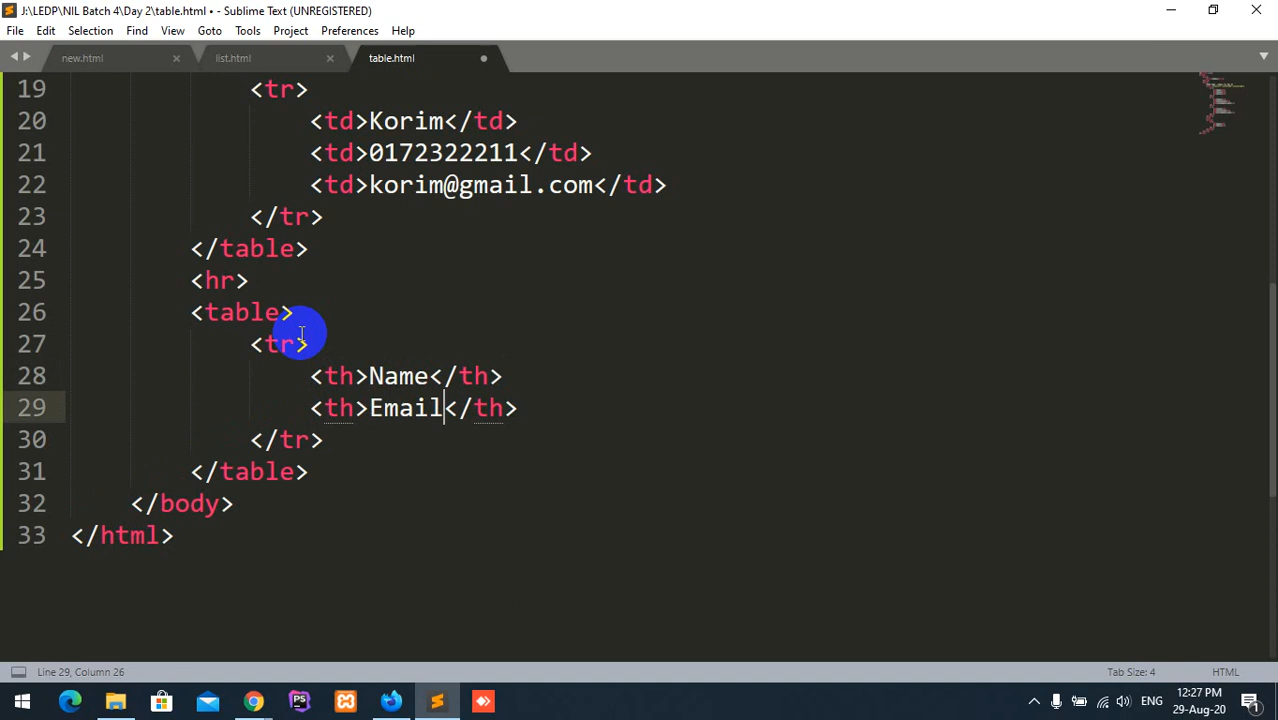 J:\LEDP\NIL Batch 4\Day 2\table.html • - Sublime Text (UNREGISTERED)
File Edit Selection Find View Goto Tools Project Preferences Help
new.html list.html table.html
19 <tr>
20 <td>Korim</td>
21 <td>0172322211</td>
22 <td>korim@gmail.com</td>
23 </tr>
24 </table>
25 <hr>
26 <table>
27 <tr>
28 <th>Name</th>
29 <th>Email</th>
30 </tr>
31 </table>
32 </body>
33 </html>
Line 29, Column 26 Tab Size: 4 HTML
PS ENG 12:27 PM
29-Aug-20 1